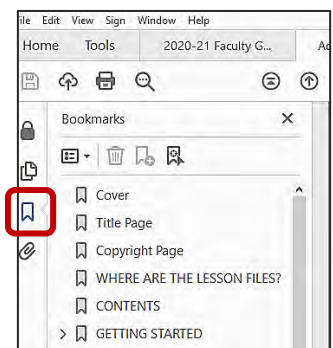 ile Edit View Sign Window Help
Home Tools 2020-21 Faculty G... Ac
Bookmarks
Cover
Title Page
Copyright Page
WHERE ARE THE LESSON FILES?
CONTENTS
GETTING STARTED